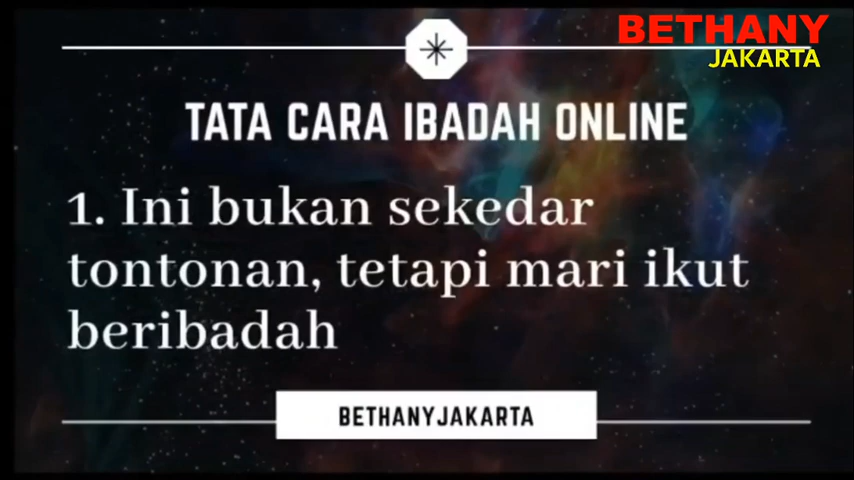 BETHANY
JAKARTA
TATA CARA IBADAH ONLINE
1. Ini bukan sekedar
tontonan, tetapi mari ikut
beribadah
BETHANYJAKARTA